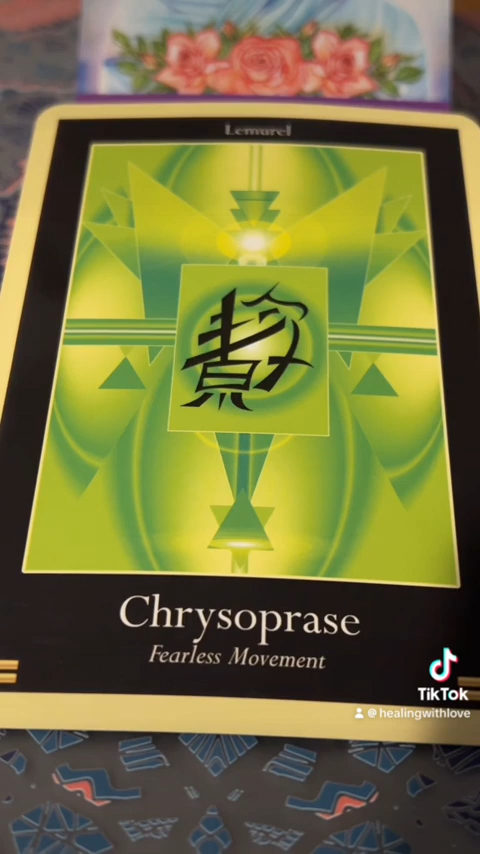 Lemurel
Chrysoprase
Fearless Movement
TikTok
@healingwithlove